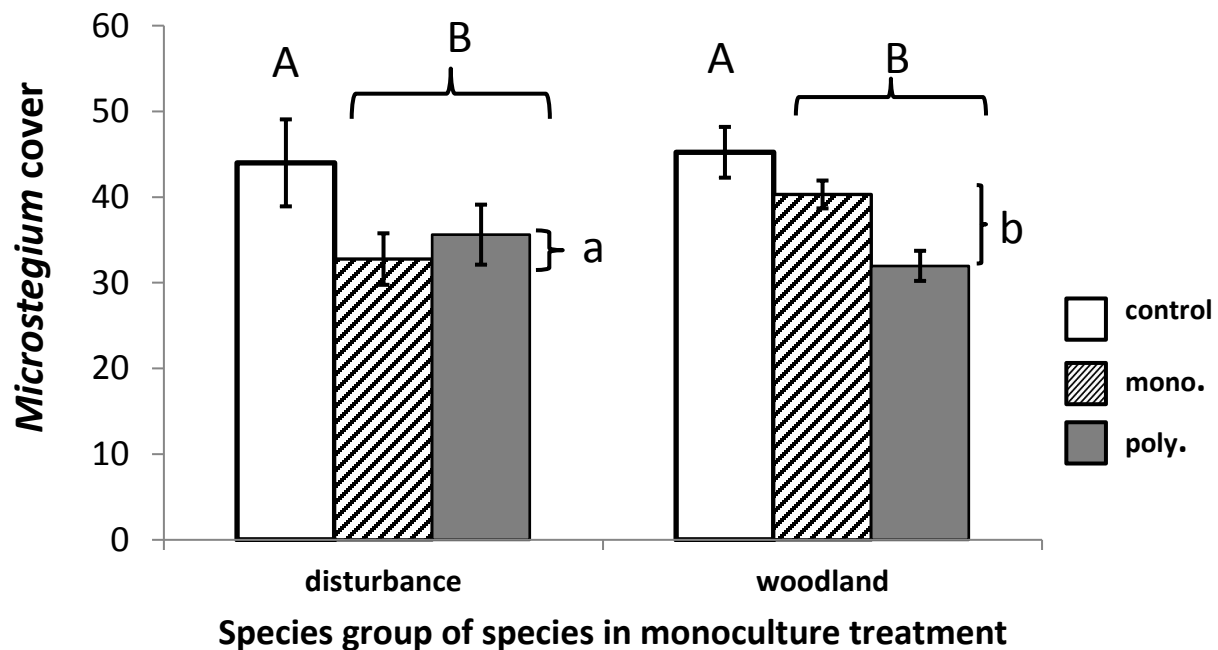 Microstegium cover
60
50
40
30
20
10
0
A
B
a
A
B
b
disturbance
woodland
Species group of species in monoculture treatment
control
mono.
poly.